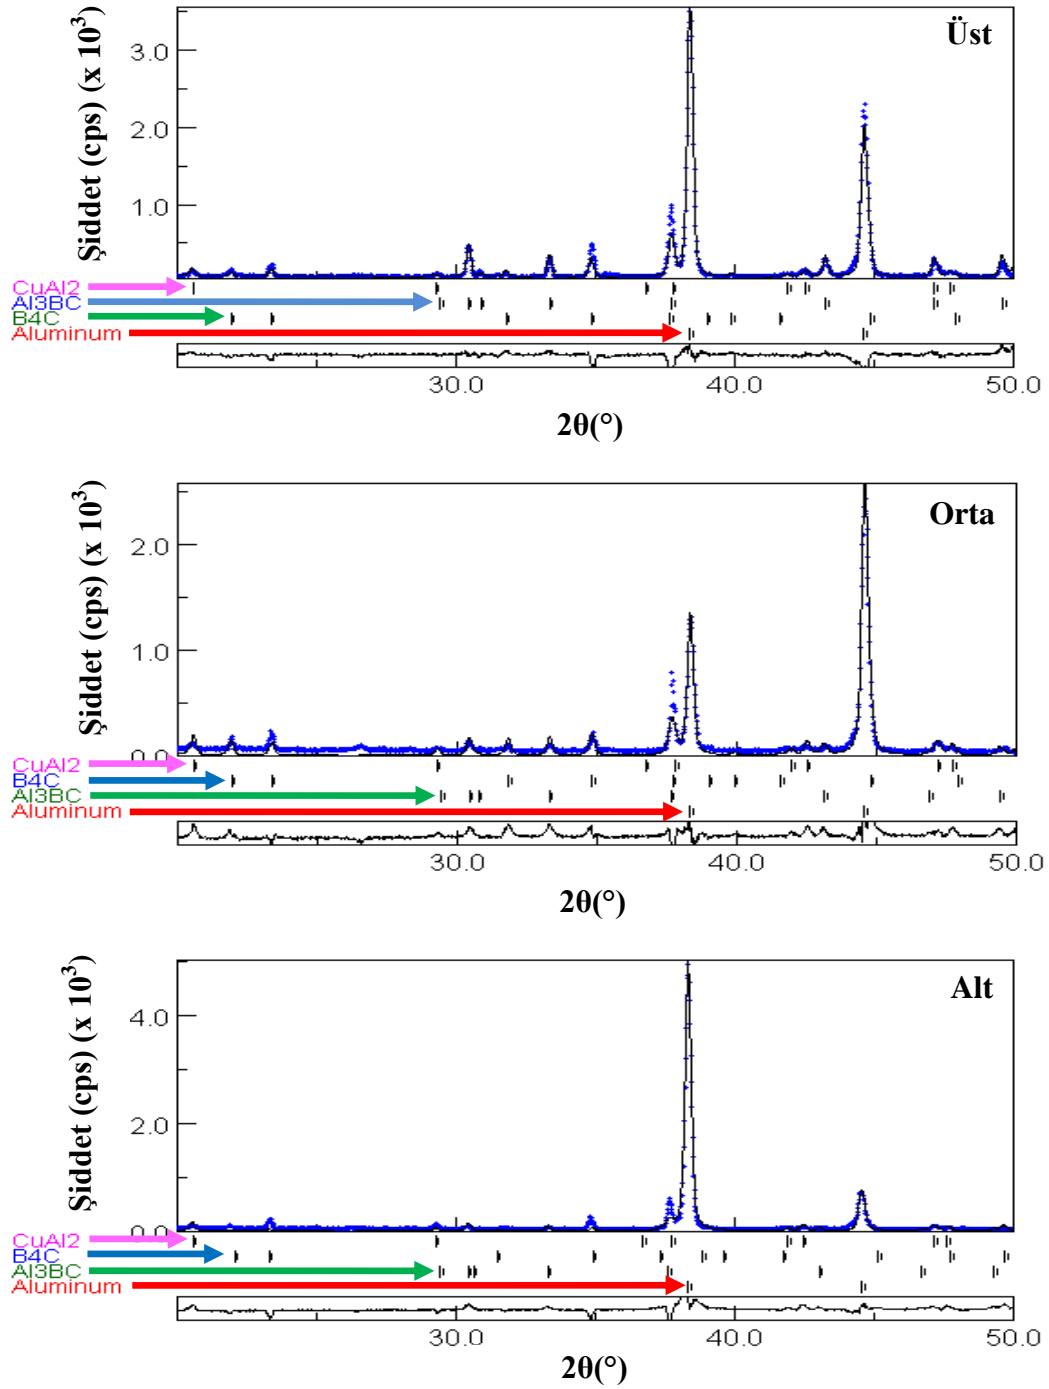 Üst
Şiddet (cps) (x 10³)
3.0
2.0
1.0
CuAl2
Al3BC
B4C
Aluminum
30.0 40.0 50.0
2θ(°)
Orta
Şiddet (cps) (x 10³)
2.0
1.0
0.0
CuAl2
B4C
Al3BC
Aluminum
30.0 40.0 50.0
2θ(°)
Alt
Şiddet (cps) (x 10³)
4.0
2.0
0.0
CuAl2
B4C
Al3BC
Aluminum
30.0 40.0 50.0
2θ(°)